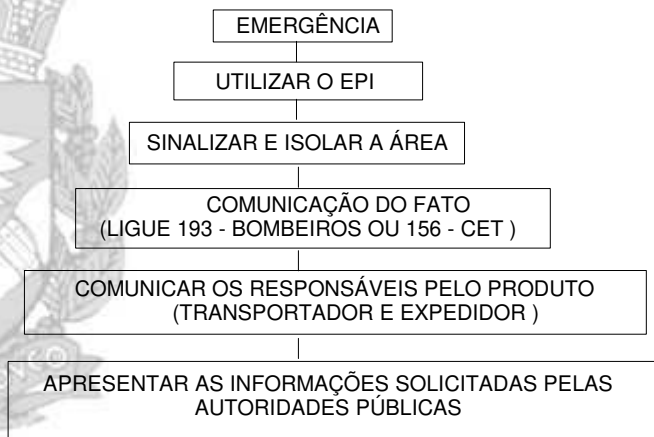 EMERGÊNCIA
UTILIZAR O EPI
SINALIZAR E ISOLAR A ÁREA
COMUNICAÇÃO DO FATO
(LIGUE 193 - BOMBEIROS OU 156 - CET )
COMUNICAR OS RESPONSÁVEIS PELO PRODUTO
(TRANSPORTADOR E EXPEDIDOR )
APRESENTAR AS INFORMAÇÕES SOLICITADAS PELAS
AUTORIDADES PÚBLICAS